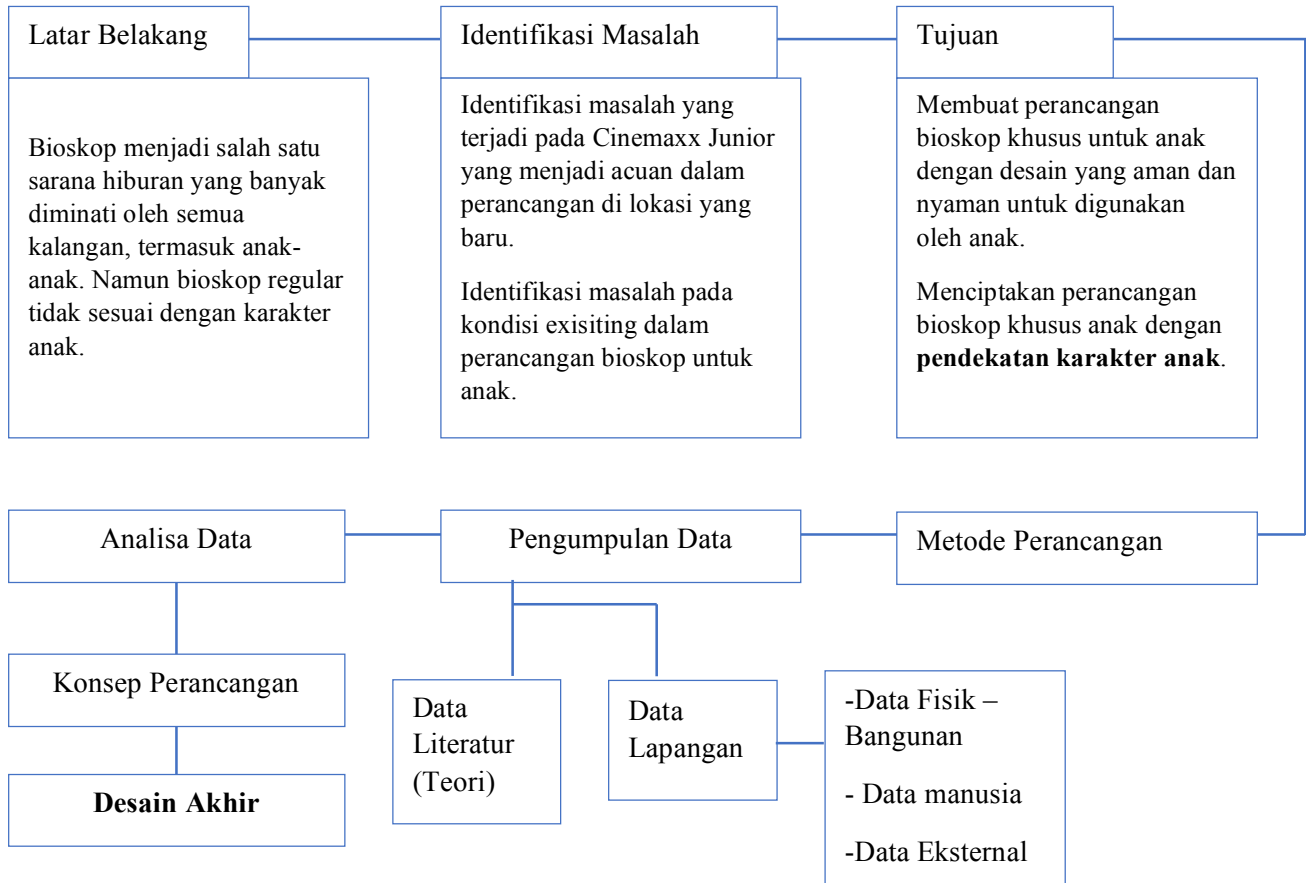 Latar Belakang
Bioskop menjadi salah satu
sarana hiburan yang banyak
diminati oleh semua
kalangan, termasuk anak-
anak. Namun bioskop regular
tidak sesuai dengan karakter
anak.
Identifikasi Masalah
Identifikasi masalah yang
terjadi pada Cinemaxx Junior
yang menjadi acuan dalam
perancangan di lokasi yang
baru.
Identifikasi masalah pada
kondisi exisiting dalam
perancangan bioskop untuk
anak.
Tujuan
Membuat perancangan
bioskop khusus untuk anak
dengan desain yang aman dan
nyaman untuk digunakan
oleh anak.
Menciptakan perancangan
bioskop khusus anak dengan
pendekatan karakter anak.
Metode Perancangan
Pengumpulan Data
Data
Literatur
(Teori)
Data
Lapangan
-Data Fisik –
Bangunan
- Data manusia
-Data Eksternal
Analisa Data
Konsep Perancangan
Desain Akhir